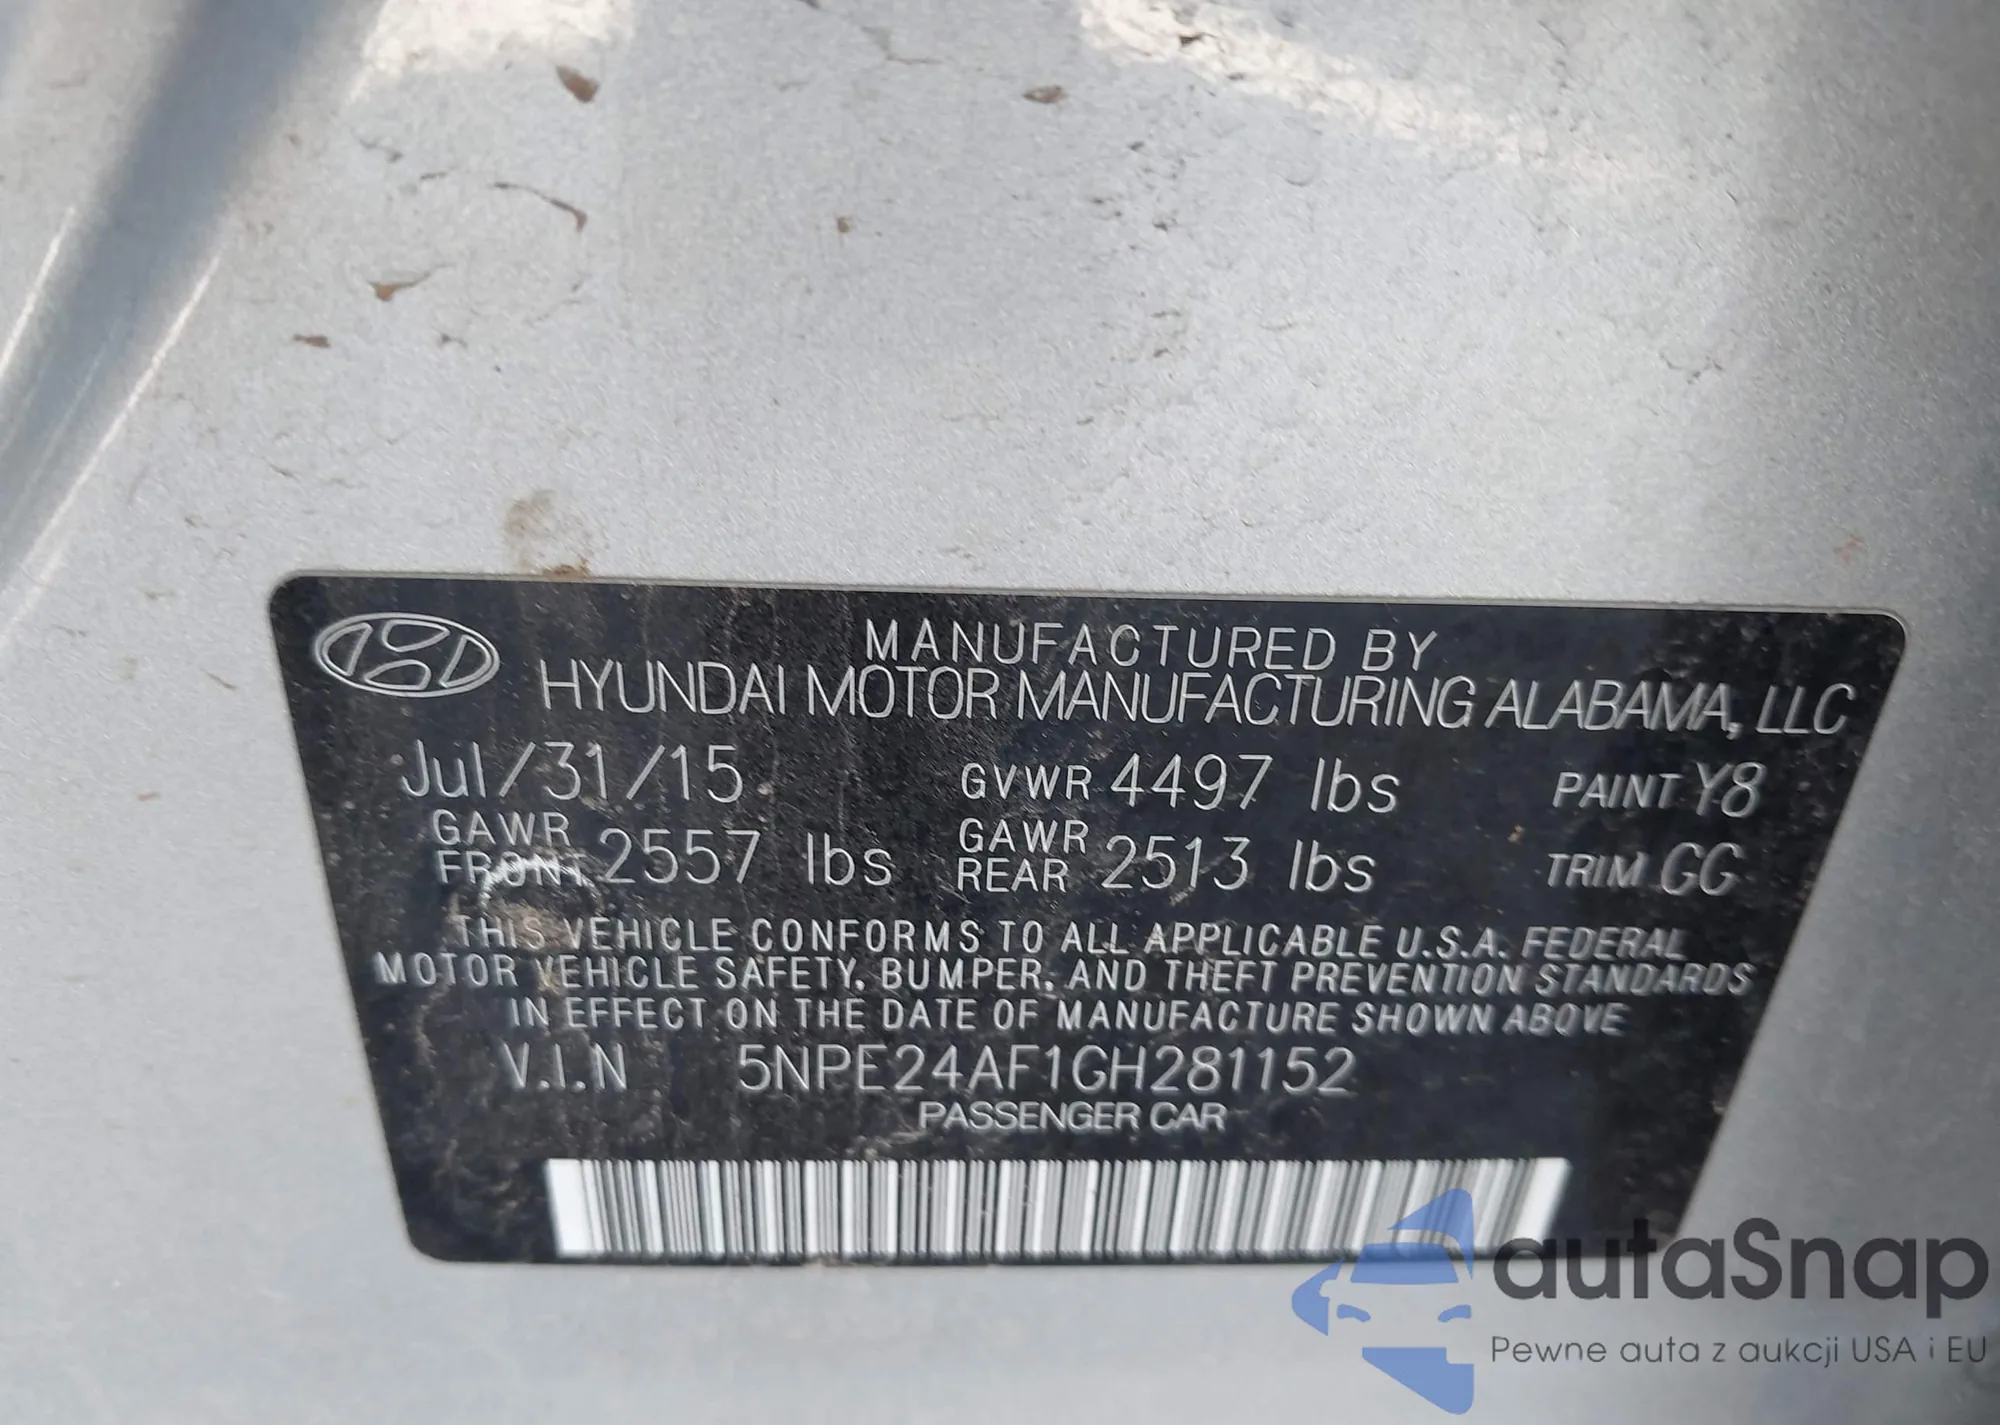 MANUFACTURED BY
HYUNDAI MOTOR MANUFACTURING ALABAMA, LLC
Jul/31/15 GVWR 4497 lbs PAINT Y8
GAWR FRONT 2557 lbs GAWR REAR 2513 lbs TRIM GG
THIS VEHICLE CONFORMS TO ALL APPLICABLE U.S.A. FEDERAL
MOTOR VEHICLE SAFETY, BUMPER, AND THEFT PREVENTION STANDARDS
IN EFFECT ON THE DATE OF MANUFACTURE SHOWN ABOVE
V.I.N 5NPE24AF1GH281152
PASSENGER CAR
autaSnap
Pewne auta z aukcji USA i EU